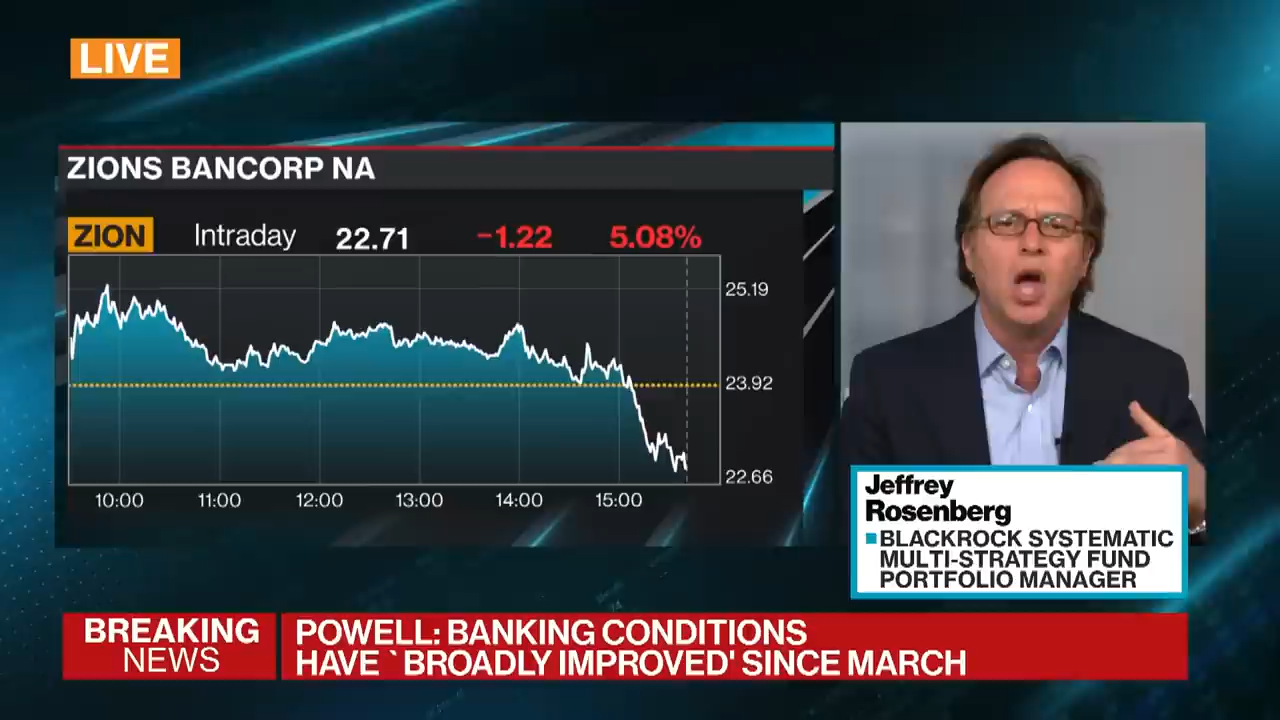 LIVE
ZIONS BANCORP NA
ZION Intraday 22.71 -1.22 5.08%
25.19
23.92
22.66
10:00 11:00 12:00 13:00 14:00 15:00
Jeffrey
Rosenberg
BLACKROCK SYSTEMATIC
MULTI-STRATEGY FUND
PORTFOLIO MANAGER
BREAKING
NEWS
POWELL: BANKING CONDITIONS
HAVE `BROADLY IMPROVED' SINCE MARCH